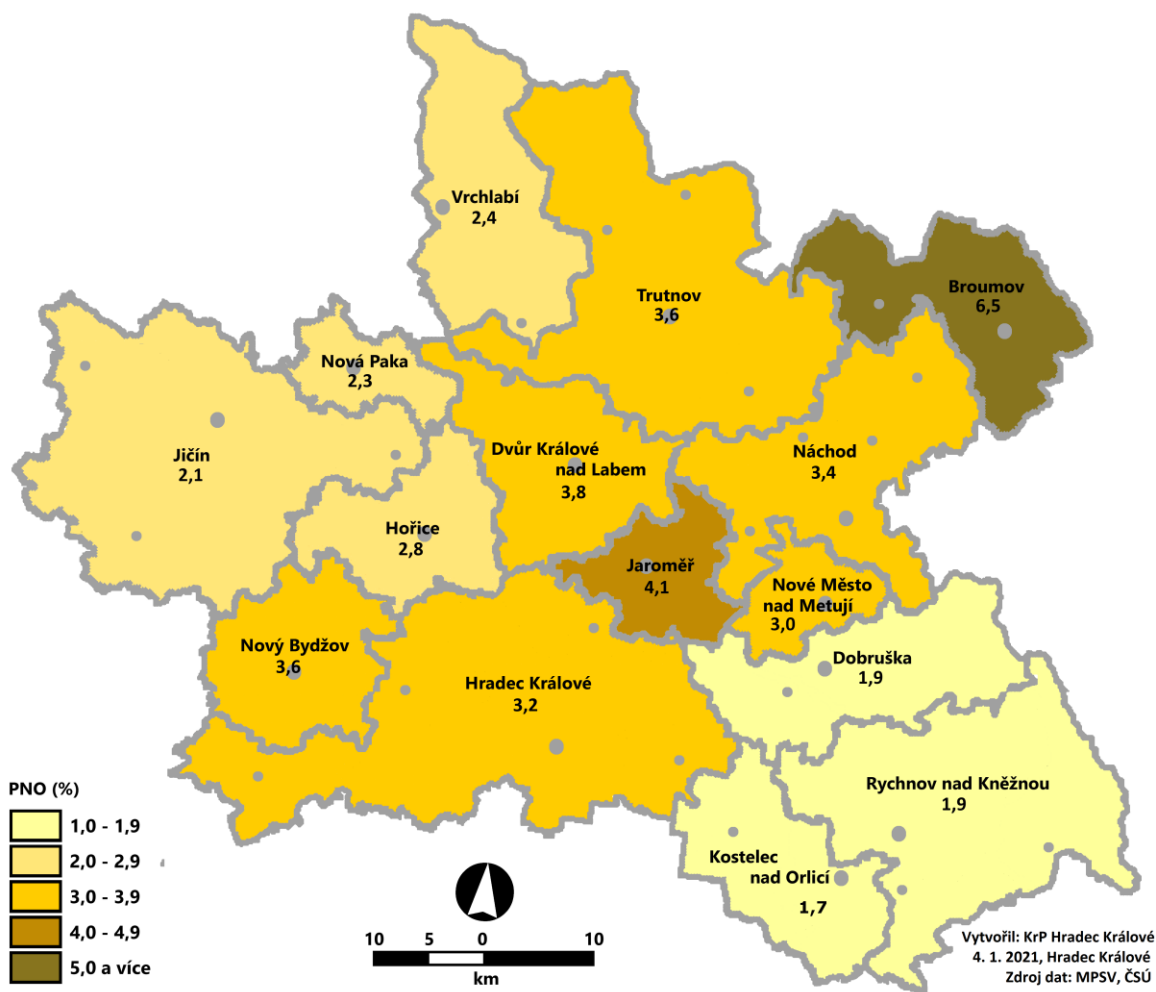 Vrchlabí
2,4
Trutnov
3,6
Broumov
6,5
Nová Paka
2,3
Jičín
2,1
Dvůr Králové
nad Labem
3,8
Náchod
3,4
Hořice
2,8
Jaroměř
4,1
Nové Město
nad Metují
3,0
Nový Bydžov
3,6
Hradec Králové
3,2
Dobruška
1,9
Rychnov nad Kněžnou
1,9
Kostelec
nad Orlicí
1,7
PNO (%)
1,0 - 1,9
2,0 - 2,9
3,0 - 3,9
4,0 - 4,9
5,0 a více
10 5 0 10
km
Vytvořil: KrP Hradec Králové
4. 1. 2021, Hradec Králové
Zdroj dat: MPSV, ČSÚ